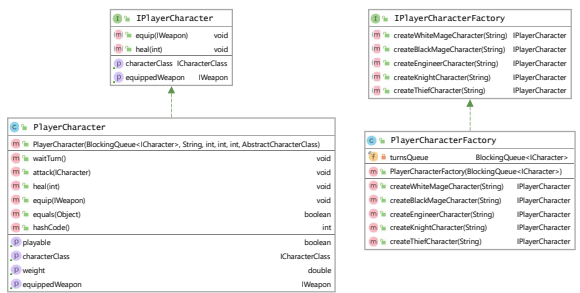 IPlayerCharacter
equip(IWeapon) void
heal(int) void
characterClass ICharacterClass
equippedWeapon IWeapon
PlayerCharacter
PlayerCharacter(BlockingQueue<ICharacter>, String, int, int, int, AbstractCharacterClass)
waitTurn() void
attack(ICharacter) void
heal(int) void
equip(IWeapon) void
equals(Object) boolean
hashCode() int
playable boolean
characterClass ICharacterClass
weight double
equippedWeapon IWeapon
IPlayerCharacterFactory
createWhiteMageCharacter(String) IPlayerCharacter
createBlackMageCharacter(String) IPlayerCharacter
createEngineerCharacter(String) IPlayerCharacter
createKnightCharacter(String) IPlayerCharacter
createThiefCharacter(String) IPlayerCharacter
PlayerCharacterFactory
turnsQueue BlockingQueue<ICharacter>
PlayerCharacterFactory(BlockingQueue<ICharacter>)
createWhiteMageCharacter(String) IPlayerCharacter
createBlackMageCharacter(String) IPlayerCharacter
createEngineerCharacter(String) IPlayerCharacter
createKnightCharacter(String) IPlayerCharacter
createThiefCharacter(String) IPlayerCharacter